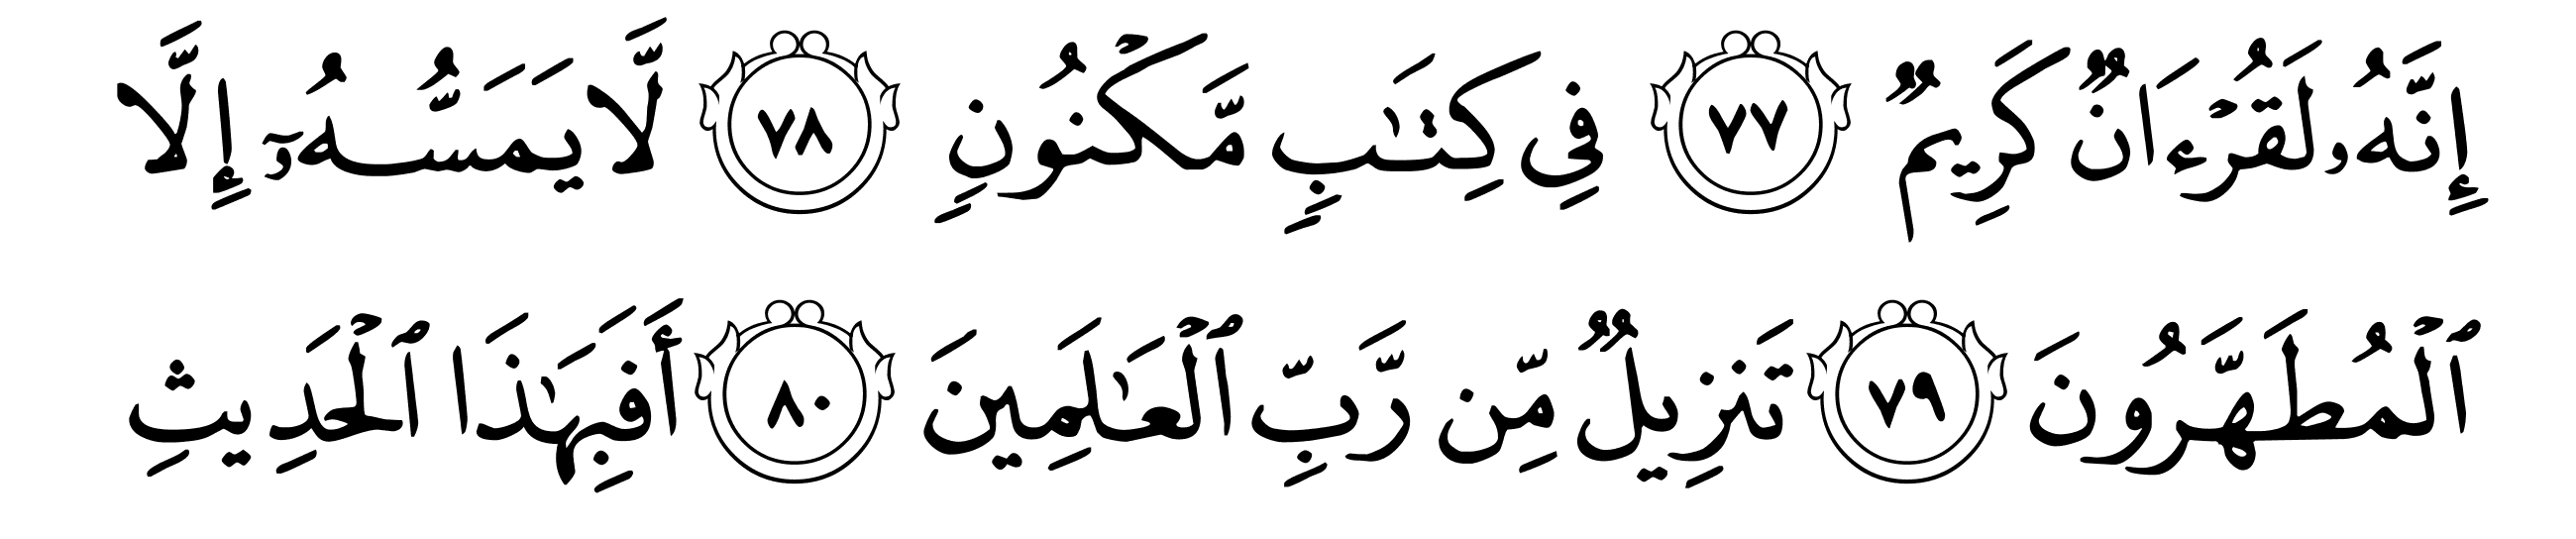 إِنَّهُۥ لَقُرۡءَانٌ كَرِيمٌ ٧٧ فِي كِتَٰبٍ مَّكۡنُونٍ ٧٨ لَّا يَمَسُّهُۥٓ إِلَّا
ٱلۡمُطَهَّرُونَ ٧٩ تَنزِيلٌ مِّن رَّبِّ ٱلۡعَٰلَمِينَ ٨٠ أَفَبِهَٰذَا ٱلۡحَدِيثِ